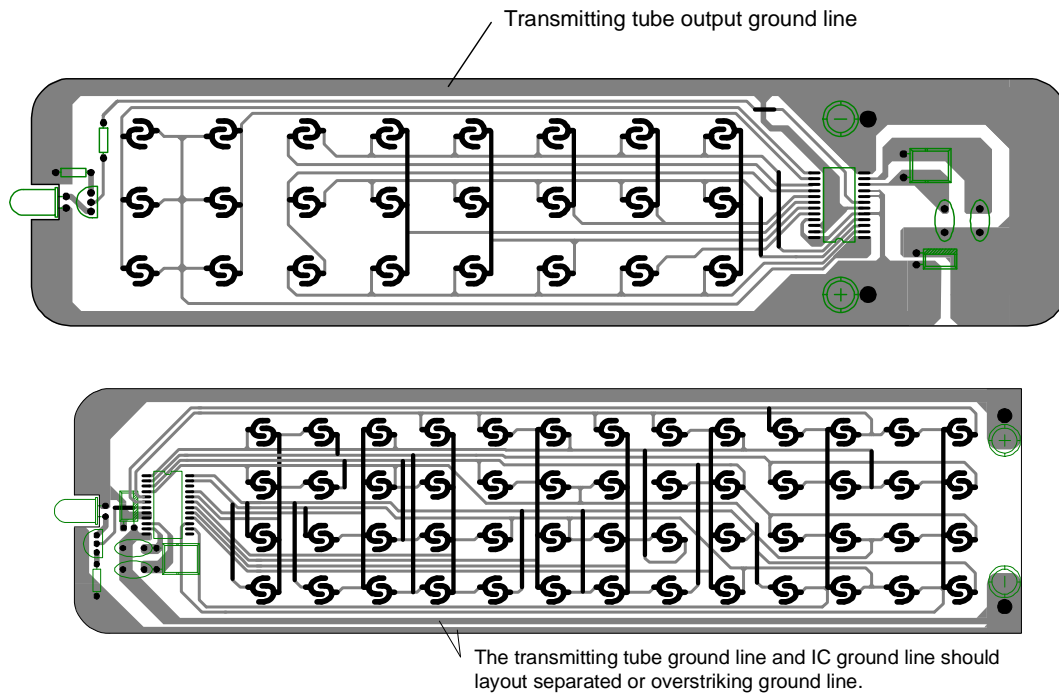 Transmitting tube output ground line
The transmitting tube ground line and IC ground line should
layout separated or overstriking ground line.